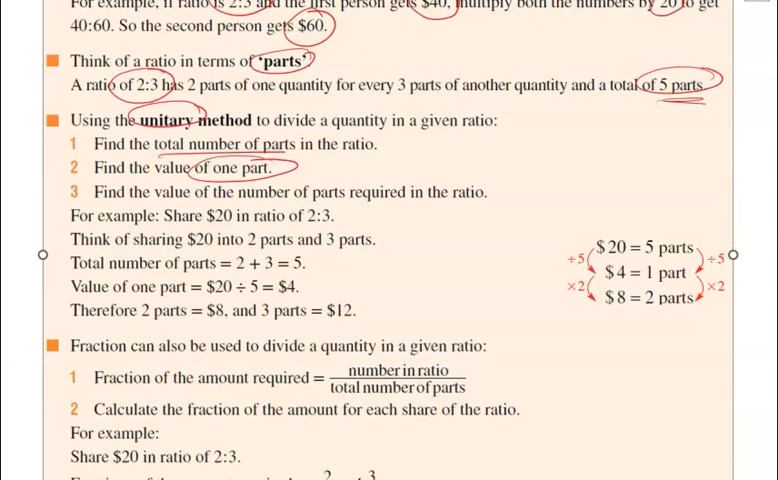 For example, if ratio is 2:3 and the first person gets $40, multiply both the numbers by 20 to get
40:60. So the second person gets $60.
Think of a ratio in terms of ‘parts’
A ratio of 2:3 has 2 parts of one quantity for every 3 parts of another quantity and a total of 5 parts.
Using the unitary method to divide a quantity in a given ratio:
1 Find the total number of parts in the ratio.
2 Find the value of one part.
3 Find the value of the number of parts required in the ratio.
For example: Share $20 in ratio of 2:3.
Think of sharing $20 into 2 parts and 3 parts.
Total number of parts = 2 + 3 = 5.
Value of one part = $20 ÷ 5 = $4.
Therefore 2 parts = $8, and 3 parts = $12.
$20 = 5 parts
÷5 ÷5
$4 = 1 part
×2 ×2
$8 = 2 parts
Fraction can also be used to divide a quantity in a given ratio:
1 Fraction of the amount required = number in ratio / total number of parts
2 Calculate the fraction of the amount for each share of the ratio.
For example:
Share $20 in ratio of 2:3.
2 3